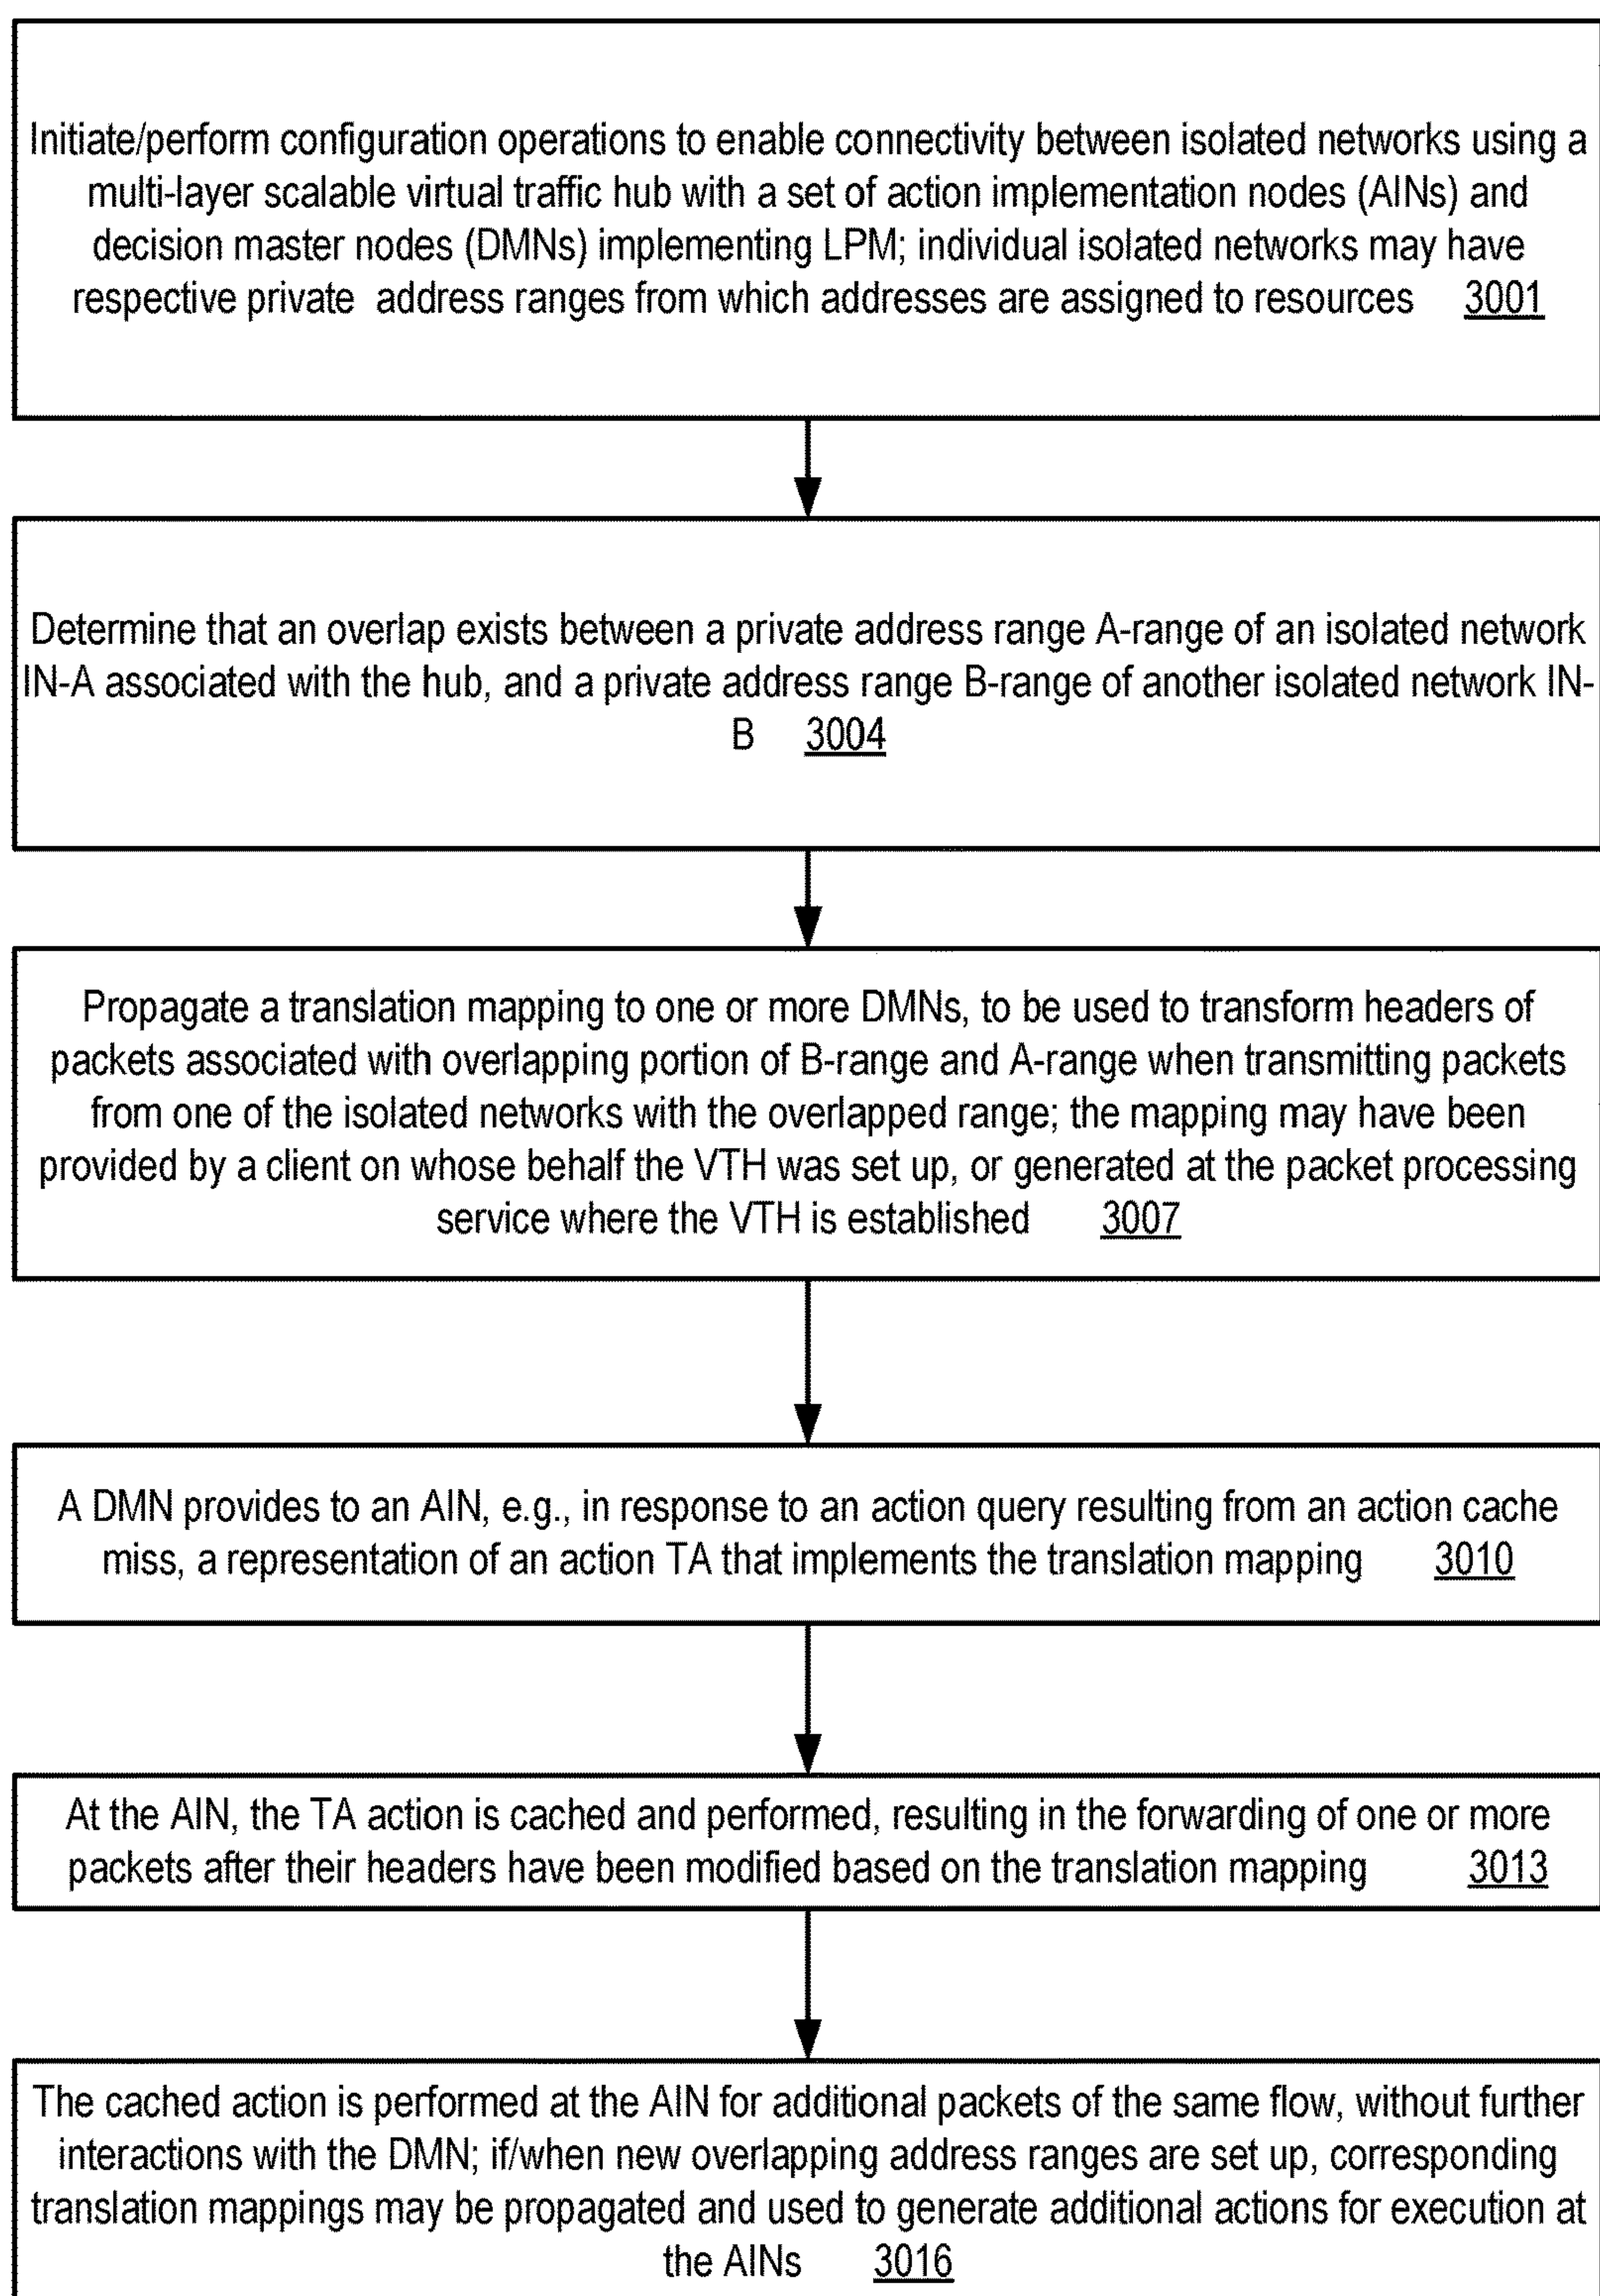 Initiate/perform configuration operations to enable connectivity between isolated networks using a
multi-layer scalable virtual traffic hub with a set of action implementation nodes (AINs) and
decision master nodes (DMNs) implementing LPM; individual isolated networks may have
respective private address ranges from which addresses are assigned to resources 3001
Determine that an overlap exists between a private address range A-range of an isolated network
IN-A associated with the hub, and a private address range B-range of another isolated network IN-
B 3004
Propagate a translation mapping to one or more DMNs, to be used to transform headers of
packets associated with overlapping portion of B-range and A-range when transmitting packets
from one of the isolated networks with the overlapped range; the mapping may have been
provided by a client on whose behalf the VTH was set up, or generated at the packet processing
service where the VTH is established 3007
A DMN provides to an AIN, e.g., in response to an action query resulting from an action cache
miss, a representation of an action TA that implements the translation mapping 3010
At the AIN, the TA action is cached and performed, resulting in the forwarding of one or more
packets after their headers have been modified based on the translation mapping 3013
The cached action is performed at the AIN for additional packets of the same flow, without further
interactions with the DMN; if/when new overlapping address ranges are set up, corresponding
translation mappings may be propagated and used to generate additional actions for execution at
the AINs 3016